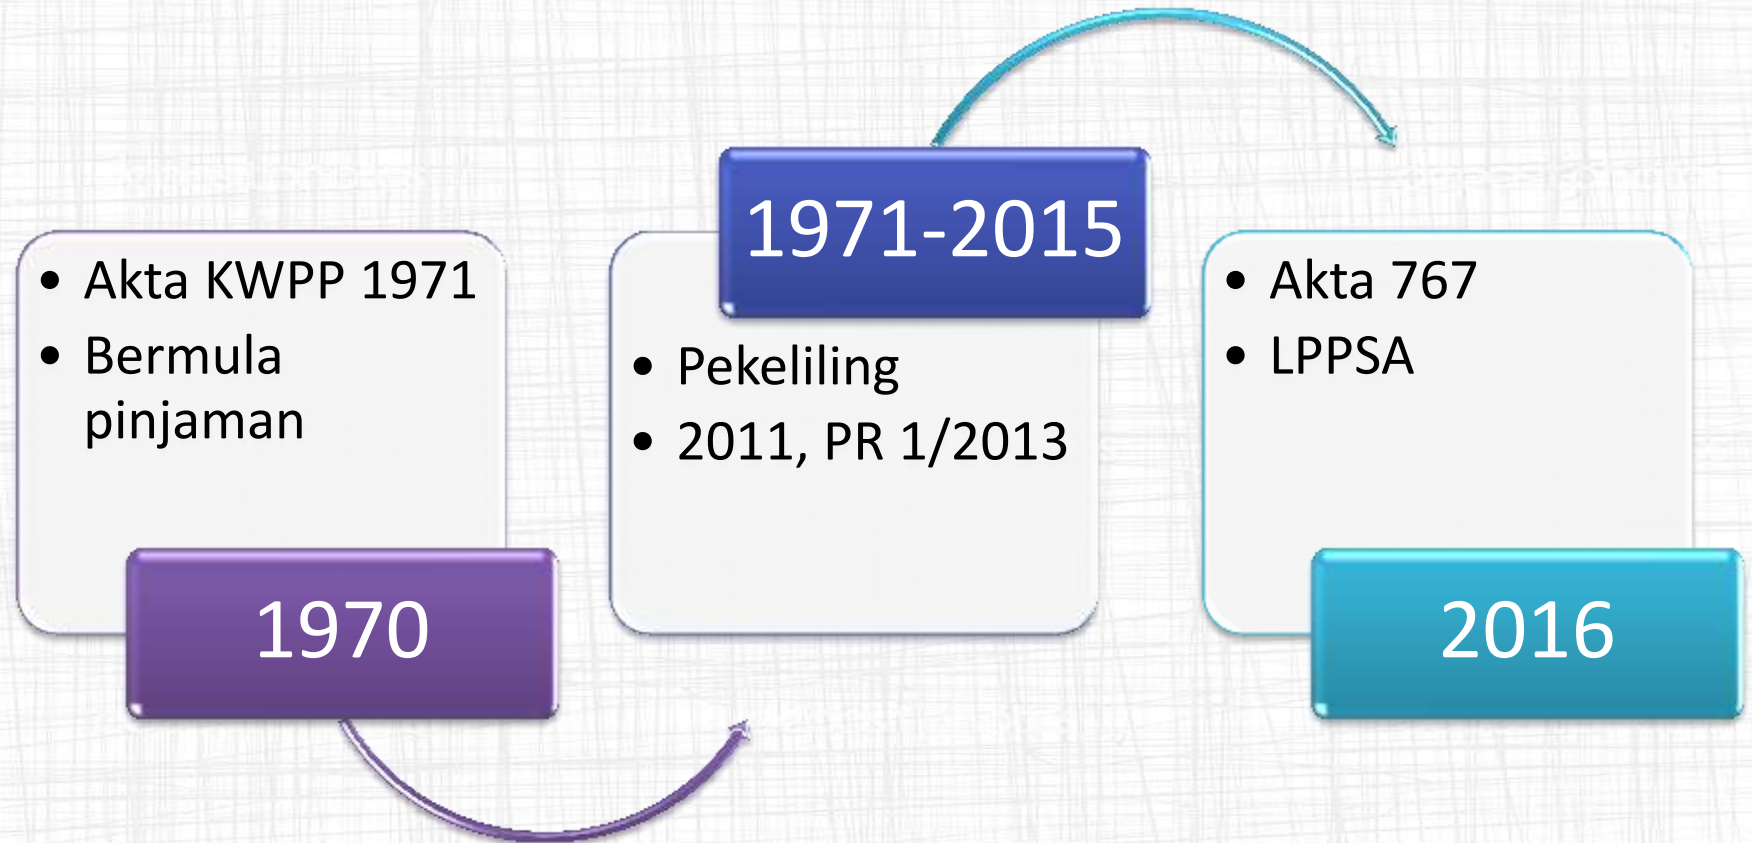 • Akta KWPP 1971
• Bermula
pinjaman
1970
1971-2015
• Pekeliling
• 2011, PR 1/2013
• Akta 767
• LPPSA
2016